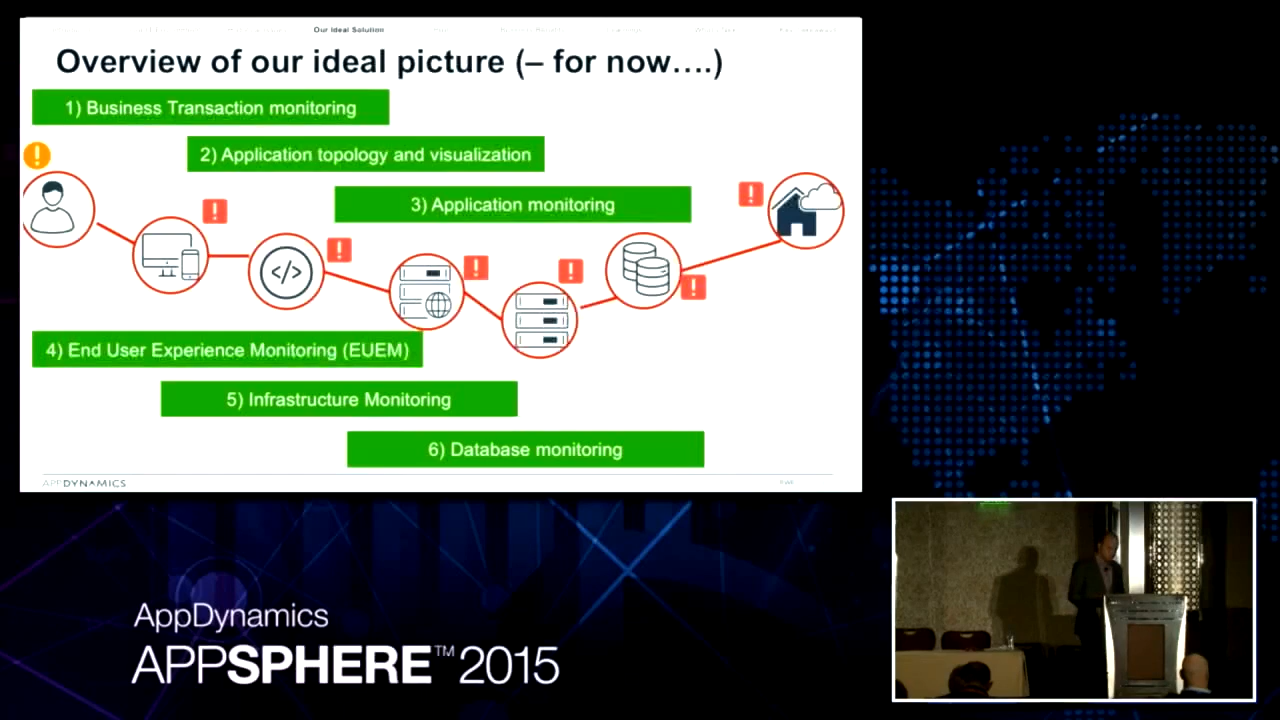 Our Ideal Solution
Overview of our ideal picture (– for now….)
1) Business Transaction monitoring
2) Application topology and visualization
3) Application monitoring
</>
4) End User Experience Monitoring (EUEM)
5) Infrastructure Monitoring
6) Database monitoring
APPDYNAMICS
AppDynamics
APPSPHERE™ 2015